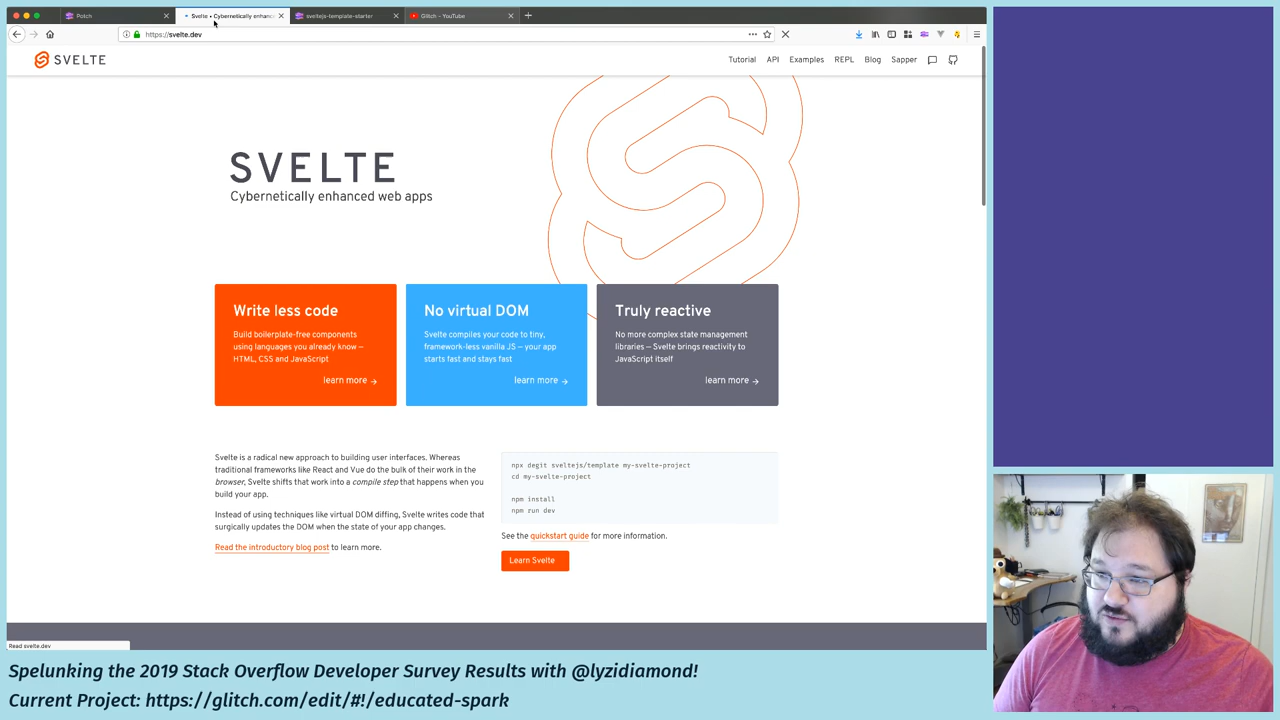 Potch
Svelte • Cybernetically enhanc
sveltejs-template-starter
Glitch - YouTube
https://svelte.dev
SVELTE
Tutorial
API
Examples
REPL
Blog
Sapper
SVELTE
Cybernetically enhanced web apps
Write less code
Build boilerplate-free components
using languages you already know —
HTML, CSS and JavaScript
learn more →
No virtual DOM
Svelte compiles your code to tiny,
framework-less vanilla JS — your app
starts fast and stays fast
learn more →
Truly reactive
No more complex state management
libraries — Svelte brings reactivity to
JavaScript itself
learn more →
Svelte is a radical new approach to building user interfaces. Whereas
traditional frameworks like React and Vue do the bulk of their work in the
browser, Svelte shifts that work into a compile step that happens when you
build your app.
Instead of using techniques like virtual DOM diffing, Svelte writes code that
surgically updates the DOM when the state of your app changes.
Read the introductory blog post to learn more.
npx degit sveltejs/template my-svelte-project
cd my-svelte-project
npm install
npm run dev
See the quickstart guide for more information.
Learn Svelte
Read svelte.dev
Spelunking the 2019 Stack Overflow Developer Survey Results with @lyzidiamond!
Current Project: https://glitch.com/edit/#!/educated-spark